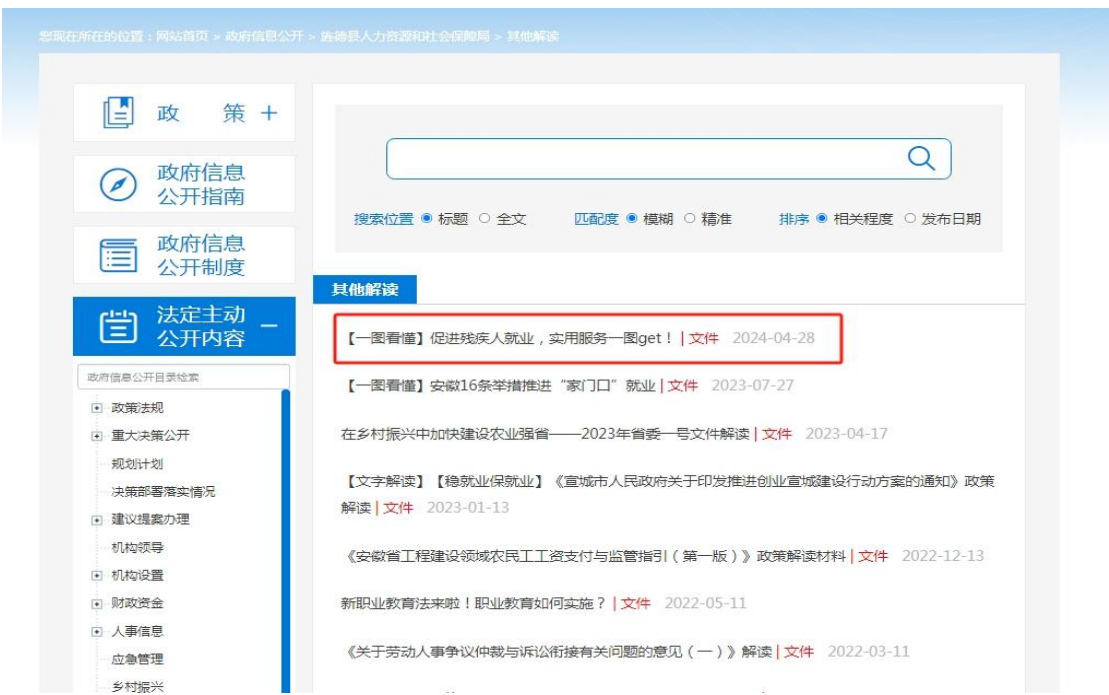 您现在所在的位置：网站首页 > 政府信息公开 > 旌德县人力资源和社会保障局 > 其他解读
政 策 +
政府信息
公开指南
政府信息
公开制度
法定主动
公开内容
政府信息公开目录检索
政策法规
重大决策公开
规划计划
决策部署落实情况
建议提案办理
机构领导
机构设置
财政资金
人事信息
应急管理
乡村振兴
搜索位置 标题 全文 匹配度 模糊 精准 排序 相关程度 发布日期
其他解读
【一图看懂】促进残疾人就业，实用服务一图get！ | 文件 2024-04-28
【一图看懂】安徽16条举措推进“家门口”就业 | 文件 2023-07-27
在乡村振兴中加快建设农业强省——2023年省委一号文件解读 | 文件 2023-04-17
【文字解读】【稳就业保就业】《宣城市人民政府关于印发推进创业宣城建设行动方案的通知》政策
解读 | 文件 2023-01-13
《安徽省工程建设领域农民工工资支付与监管指引（第一版）》政策解读材料 | 文件 2022-12-13
新职业教育法来啦！职业教育如何实施？ | 文件 2022-05-11
《关于劳动人事争议仲裁与诉讼衔接有关问题的意见（一）》解读 | 文件 2022-03-11